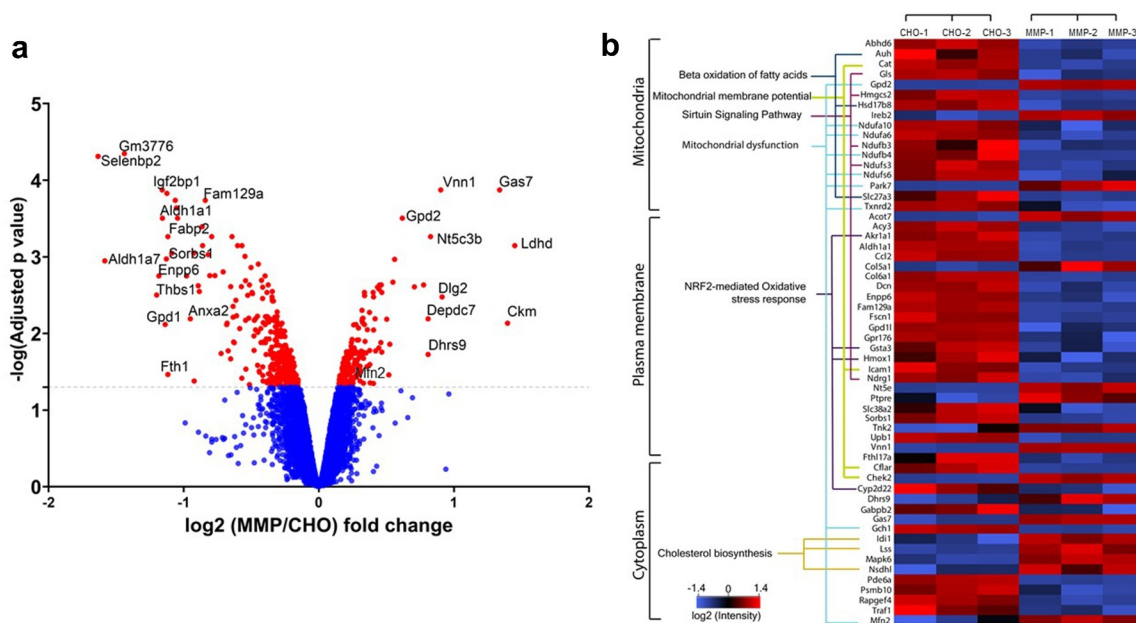 a
5
4
3
2
1
0
-2
-1
0
1
2
-log(Adjusted p value)
log2 (MMP/CHO) fold change
Gm3776
Selenbp2
Igf2bp1
Fam129a
Aldh1a1
Fabp2
Sorbs1
Aldh1a7
Enpp6
Thbs1
Anxa2
Gpd1
Fth1
Vnn1
Gas7
Gpd2
Nt5c3b
Ldhd
Dlg2
Depdc7
Ckm
Dhrs9
Mfn2
b
CHO-1 CHO-2 CHO-3 MMP-1 MMP-2 MMP-3
Mitochondria
Plasma membrane
Cytoplasm
Beta oxidation of fatty acids
Mitochondrial membrane potential
Sirtuin Signaling Pathway
Mitochondrial dysfunction
NRF2-mediated Oxidative
stress response
Cholesterol biosynthesis
Abhd6
Auh
Cat
Gls
Gpd2
Hmgcs2
Hsd17b8
Ireb2
Ndufa10
Ndufa6
Ndufb3
Ndufb4
Ndufs3
Ndufs6
Park7
Slc27a3
Txnrd2
Acot7
Acy3
Akr1a1
Aldh1a1
Ccl2
Col5a1
Col6a1
Dcn
Enpp6
Fam129a
Fscn1
Gpd1l
Gpr176
Gsta3
Hmox1
Icam1
Ndrg1
Nt5e
Ptpre
Slc38a2
Sorbs1
Tnk2
Upb1
Vnn1
Fthl17a
Cflar
Chek2
Cyp2d22
Dhrs9
Gabpb2
Gas7
Gch1
Idi1
Lss
Mapk6
Nsdhl
Pde6a
Psmb10
Rapgef4
Traf1
Mfn2
-1.4 1.4
log2 (Intensity)